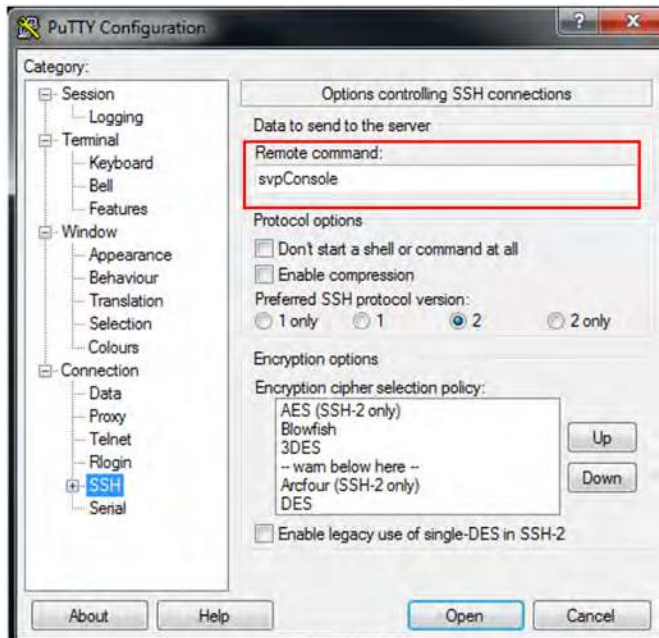 PuTTY Configuration
Category:
Session
Logging
Terminal
Keyboard
Bell
Features
Window
Appearance
Behaviour
Translation
Selection
Colours
Connection
Data
Proxy
Telnet
Rlogin
SSH
Serial
Options controlling SSH connections
Data to send to the server
Remote command:
svpConsole
Protocol options
Don't start a shell or command at all
Enable compression
Preferred SSH protocol version:
1 only 1 2 2 only
Encryption options
Encryption cipher selection policy:
AES (SSH-2 only)
Blowfish
3DES
-- warn below here --
Arcfour (SSH-2 only)
DES
Up
Down
Enable legacy use of single-DES in SSH-2
About Help Open Cancel